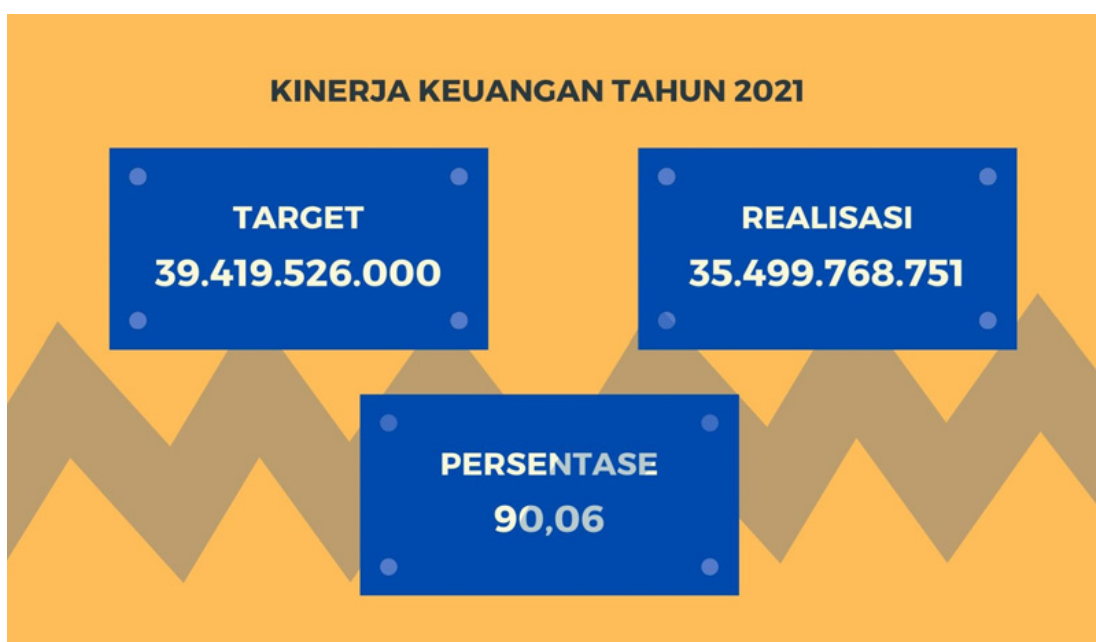 KINERJA KEUANGAN TAHUN 2021
TARGET
39.419.526.000
REALISASI
35.499.768.751
PERSENTASE
90,06